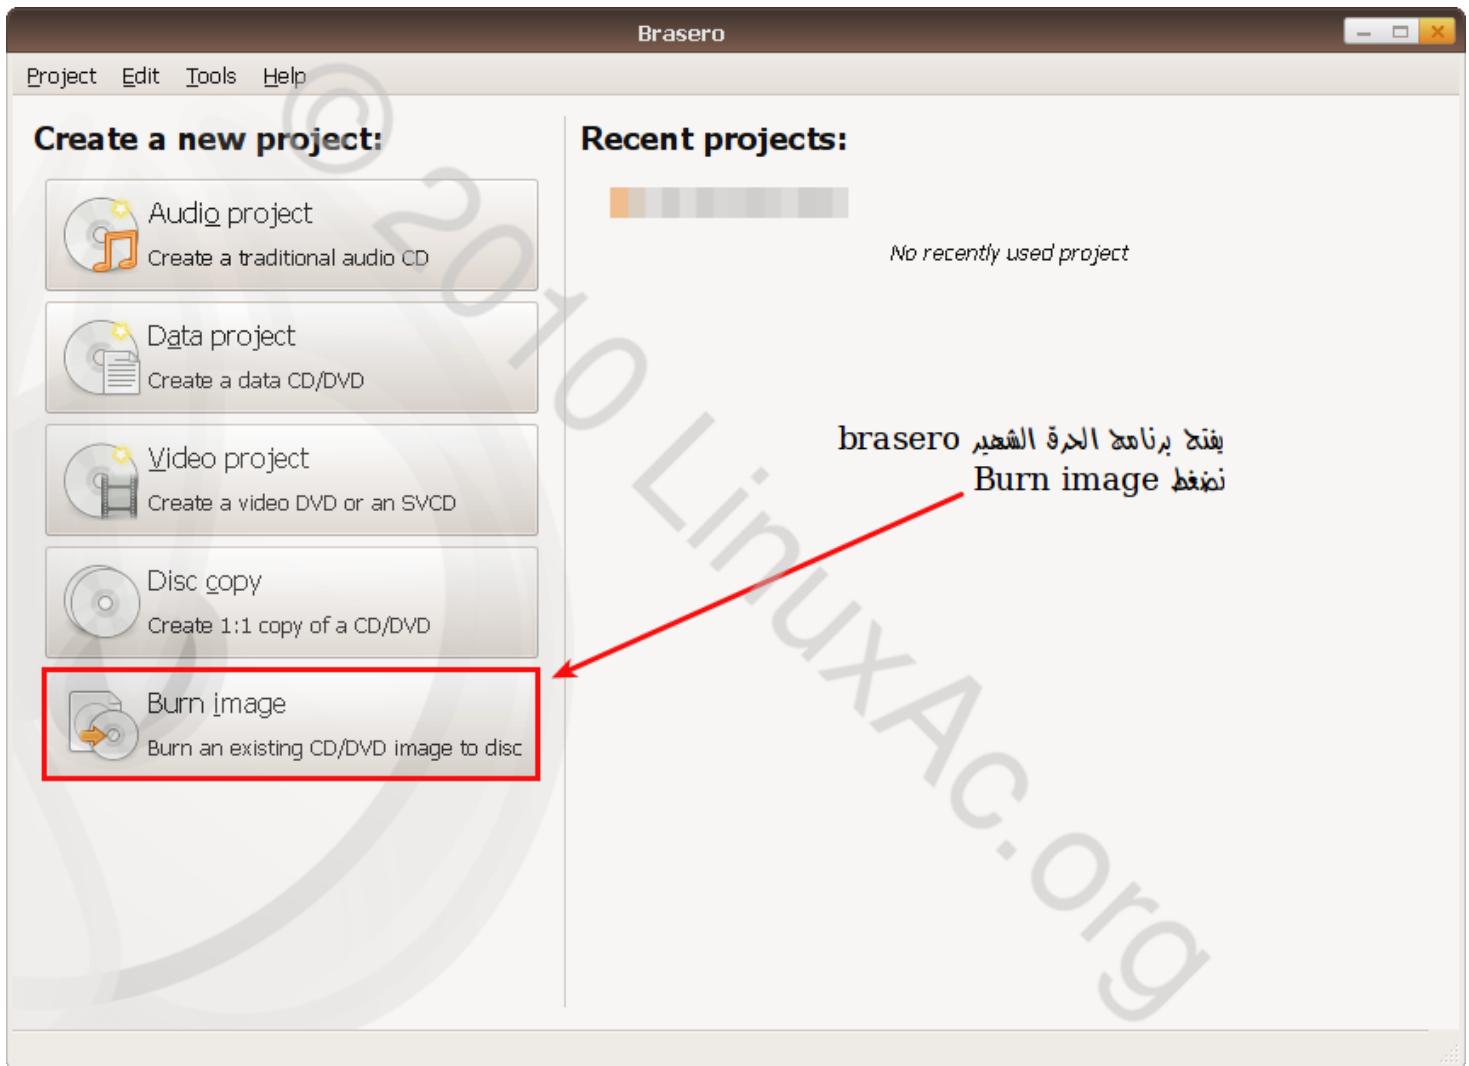 Brasero
Project Edit Tools Help
Create a new project:
Audio project
Create a traditional audio CD
Data project
Create a data CD/DVD
Video project
Create a video DVD or an SVCD
Disc copy
Create 1:1 copy of a CD/DVD
Burn image
Burn an existing CD/DVD image to disc
Recent projects:
No recently used project
يفتح برنامج الحرق الشهير brasero
نضغط Burn image
© 2010 LinuxAc.org